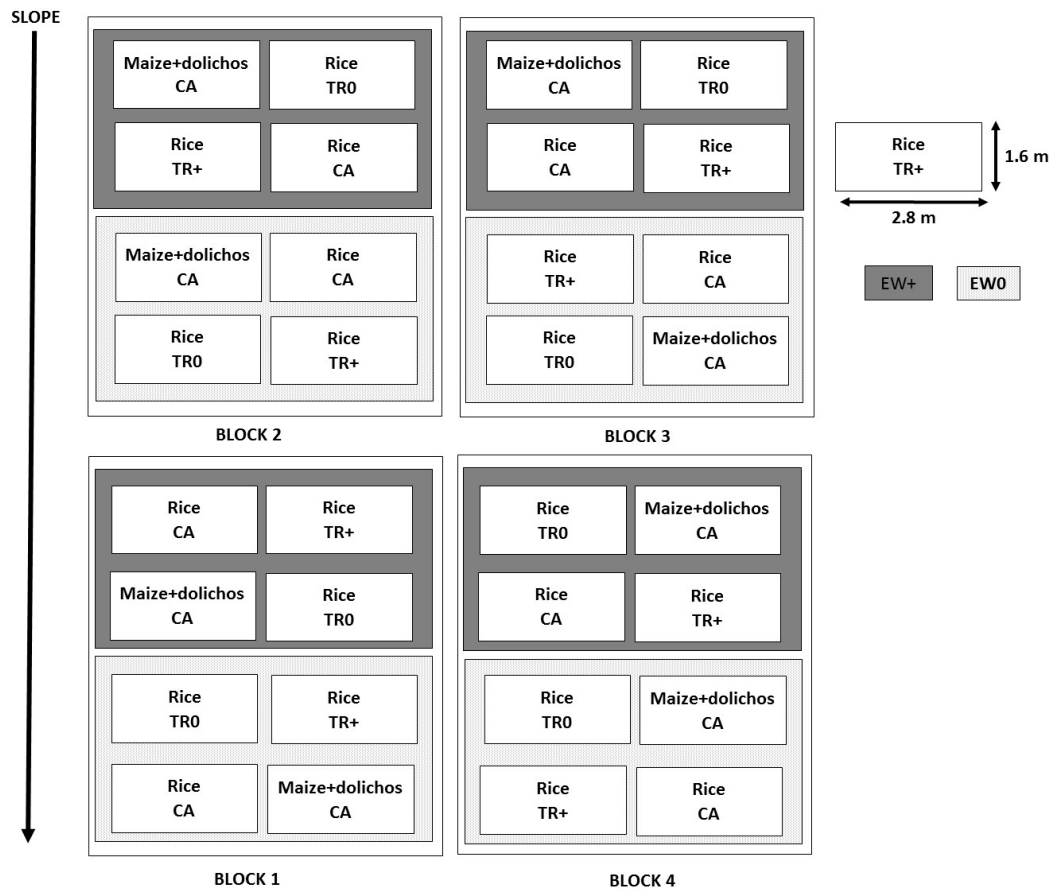 SLOPE
Maize+dolichos
CA
Rice
TR0
Rice
TR+
Rice
CA
Maize+dolichos
CA
Rice
CA
Rice
TR0
Rice
TR+
BLOCK 2
Maize+dolichos
CA
Rice
TR0
Rice
CA
Rice
TR+
Rice
TR+
Rice
CA
Rice
TR0
Maize+dolichos
CA
BLOCK 3
Rice
TR+
1.6 m
2.8 m
EW+
EW0
Rice
CA
Rice
TR+
Maize+dolichos
CA
Rice
TR0
Rice
TR0
Rice
TR+
Rice
CA
Maize+dolichos
CA
BLOCK 1
Rice
TR0
Maize+dolichos
CA
Rice
CA
Rice
TR+
Rice
TR0
Maize+dolichos
CA
Rice
TR+
Rice
CA
BLOCK 4